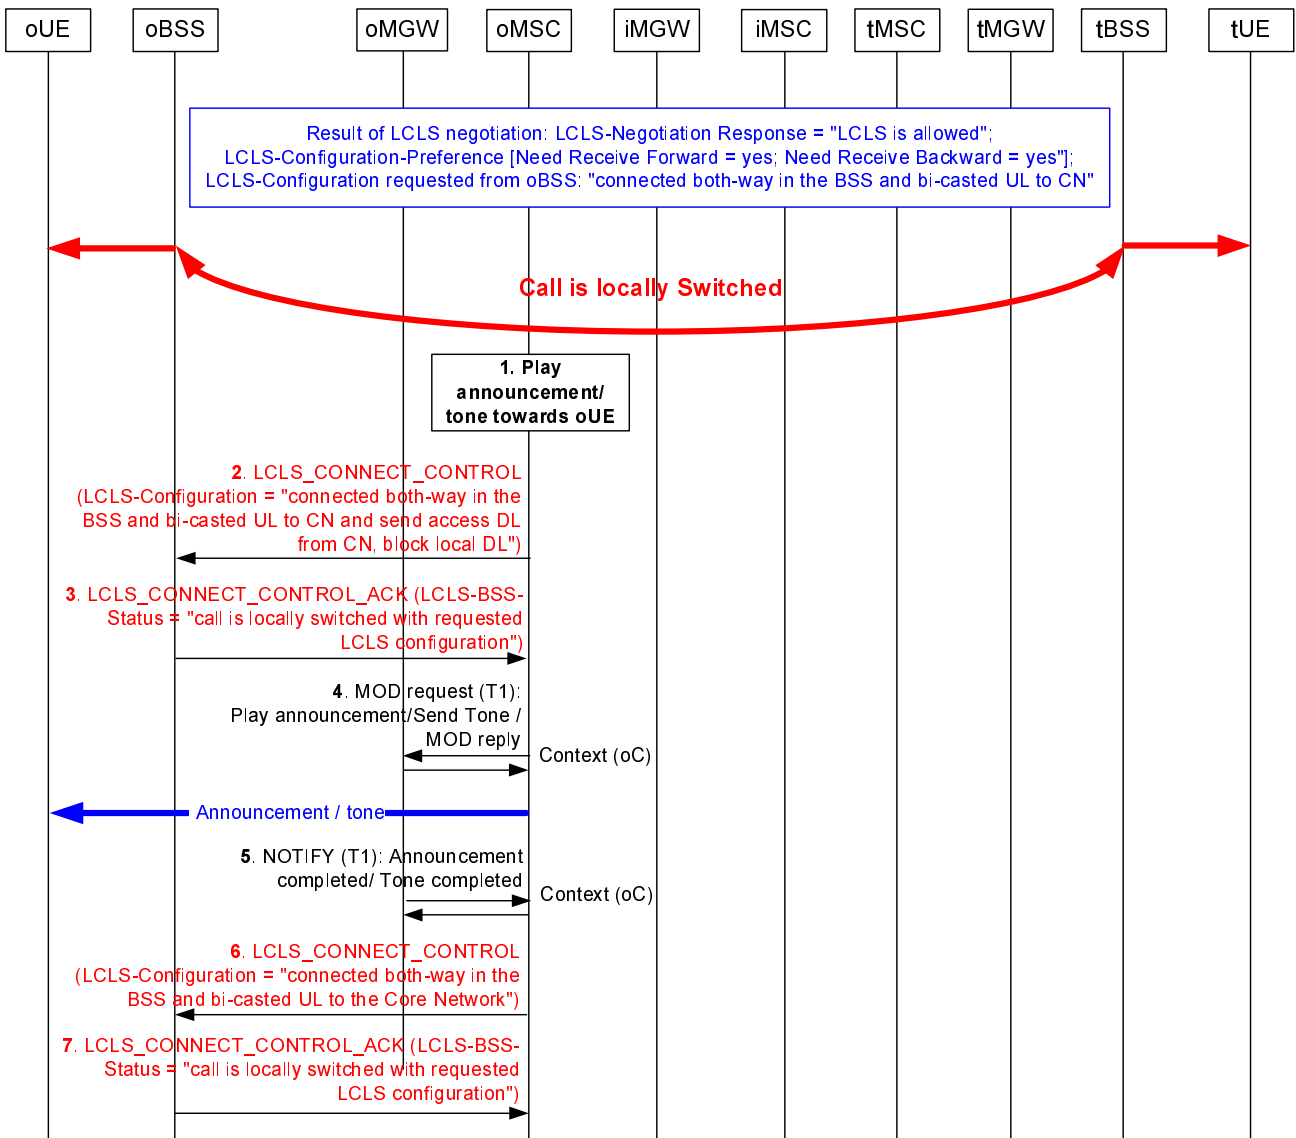 oUE oBSS oMGW oMSC iMGW iMSC tMSC tMGW tBSS tUE
Result of LCLS negotiation: LCLS-Negotiation Response = "LCLS is allowed";
LCLS-Configuration-Preference [Need Receive Forward = yes; Need Receive Backward = yes"];
LCLS-Configuration requested from oBSS: "connected both-way in the BSS and bi-casted UL to CN"
Call is locally Switched
1. Play
announcement/
tone towards oUE
2. LCLS_CONNECT_CONTROL
(LCLS-Configuration = "connected both-way in the
BSS and bi-casted UL to CN and send access DL
from CN, block local DL")
3. LCLS_CONNECT_CONTROL_ACK (LCLS-BSS-
Status = "call is locally switched with requested
LCLS configuration")
4. MOD request (T1):
Play announcement/Send Tone /
MOD reply
Context (oC)
Announcement / tone
5. NOTIFY (T1): Announcement
completed/ Tone completed
Context (oC)
6. LCLS_CONNECT_CONTROL
(LCLS-Configuration = "connected both-way in the
BSS and bi-casted UL to the Core Network")
7. LCLS_CONNECT_CONTROL_ACK (LCLS-BSS-
Status = "call is locally switched with requested
LCLS configuration")